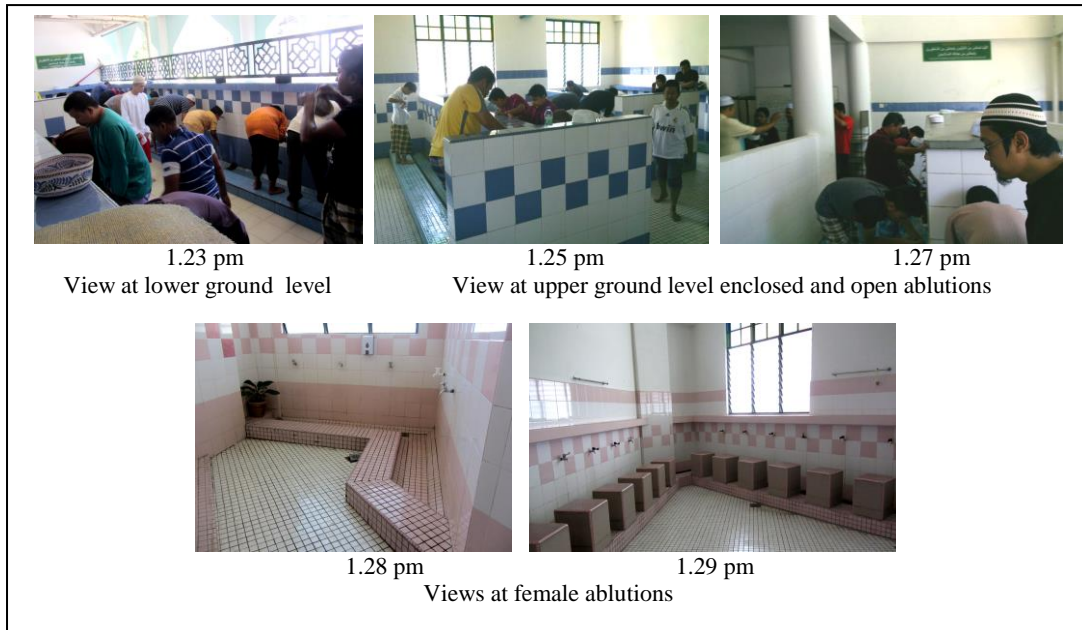 1.23 pm
1.25 pm
1.27 pm
View at lower ground level
View at upper ground level enclosed and open ablutions
1.28 pm
1.29 pm
Views at female ablutions